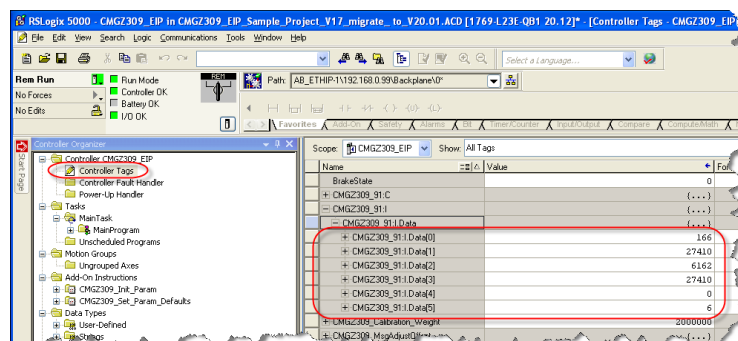 RSLogix 5000 - CMGZ309_EIP in CMGZ309_EIP_Sample_Project_V17_migrate_ to_V20.01.ACD [1769-L23E-QB1 20.12]* - [Controller Tags - CMGZ309_EIP
File Edit View Search Logic Communications Tools Window Help
Select a Language...
Rem Run
Run Mode
REM
Path: AB_ETHIP-1\192.168.0.99\Backplane\0*
No Forces
Controller OK
Battery OK
No Edits
I/O OK
Favorites Add-On Safety Alarms Bit Timer/Counter Input/Output Compare Compute/Math
Controller Organizer
Scope: CMGZ309_EIP Show: All Tags
Start Page
Controller CMGZ309_EIP
Controller Tags
Controller Fault Handler
Power-Up Handler
Tasks
MainTask
MainProgram
Unscheduled Programs
Motion Groups
Ungrouped Axes
Add-On Instructions
CMGZ309_Init_Param
CMGZ309_Set_Param_Defaults
Data Types
User-Defined
Strings
Name Value For
BrakeState 0
CMGZ309_91:C {...}
CMGZ309_91:I {...}
CMGZ309_91:I.Data {...}
CMGZ309_91:I.Data[0] 166
CMGZ309_91:I.Data[1] 27410
CMGZ309_91:I.Data[2] 6162
CMGZ309_91:I.Data[3] 27410
CMGZ309_91:I.Data[4] 0
CMGZ309_91:I.Data[5] 6
CMGZ309_Calibration_Weight 2000000
{...}